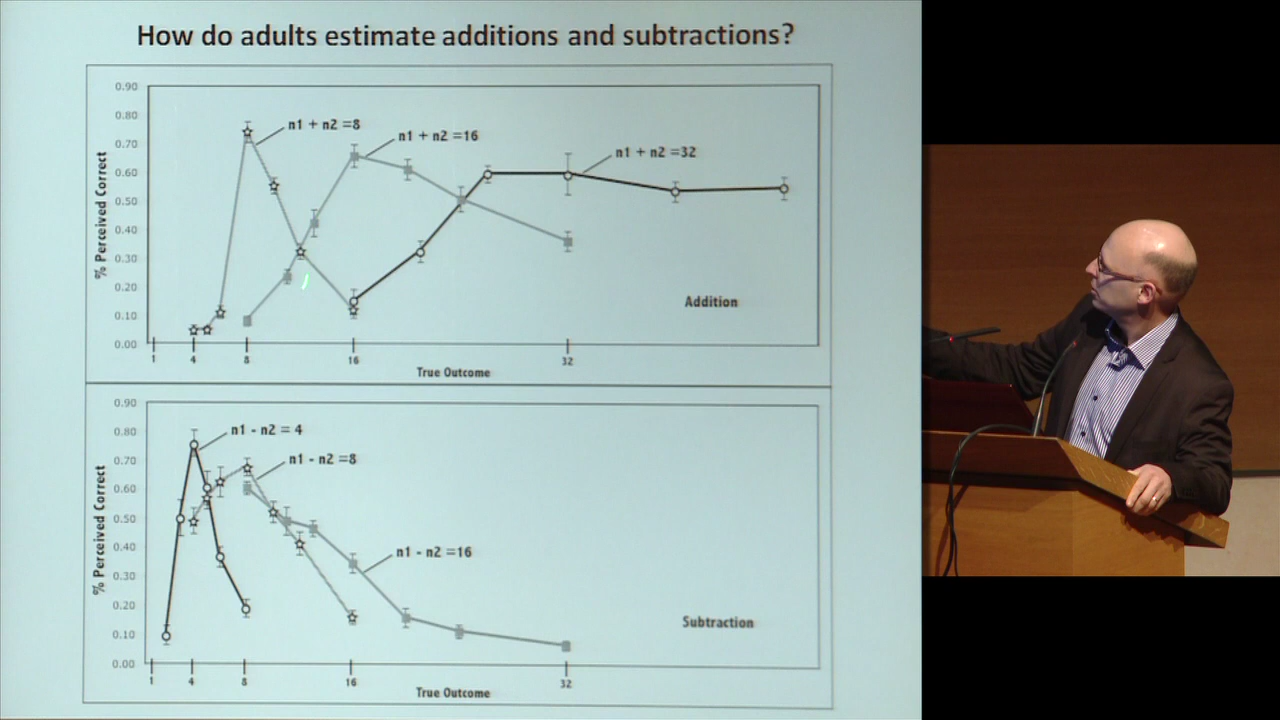 How do adults estimate additions and subtractions?
0.90
0.80
0.70
0.60
0.50
0.40
0.30
0.20
0.10
0.00
% Perceived Correct
n1 + n2 =8
n1 + n2 =16
n1 + n2 =32
Addition
1 4 8 16 32
True Outcome
0.90
0.80
0.70
0.60
0.50
0.40
0.30
0.20
0.10
0.00
% Perceived Correct
n1 - n2 = 4
n1 - n2 =8
n1 - n2 =16
Subtraction
1 4 8 16 32
True Outcome